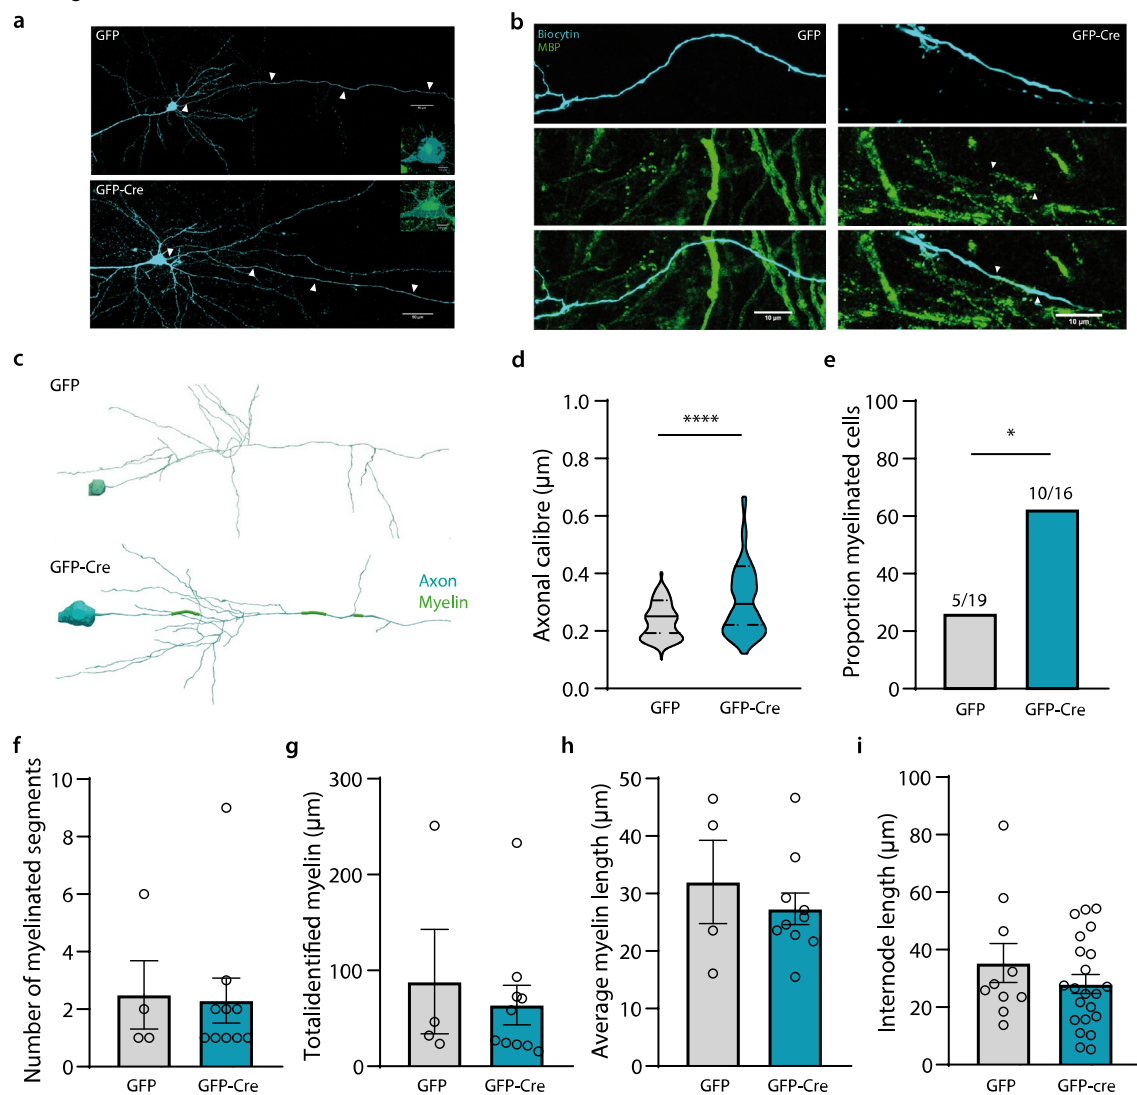 a
GFP
GFP-Cre
b
Biocytin
MBP
GFP
GFP-Cre
10 µm
10 µm
c
GFP
GFP-Cre
Axon
Myelin
d
Axonal calibre (µm)
1.0
0.8
0.6
0.4
0.2
0.0
****
GFP
GFP-Cre
e
Proportion myelinated cells
100
80
60
40
20
0
*
5/19
10/16
GFP
GFP-Cre
f
Number of myelinated segments
10
8
6
4
2
0
GFP
GFP-Cre
g
Totalidentified myelin (µm)
300
200
100
0
GFP
GFP-Cre
h
Average myelin length (µm)
50
40
30
20
10
0
GFP
GFP-Cre
i
Internode length (µm)
100
80
60
40
20
0
GFP
GFP-cre